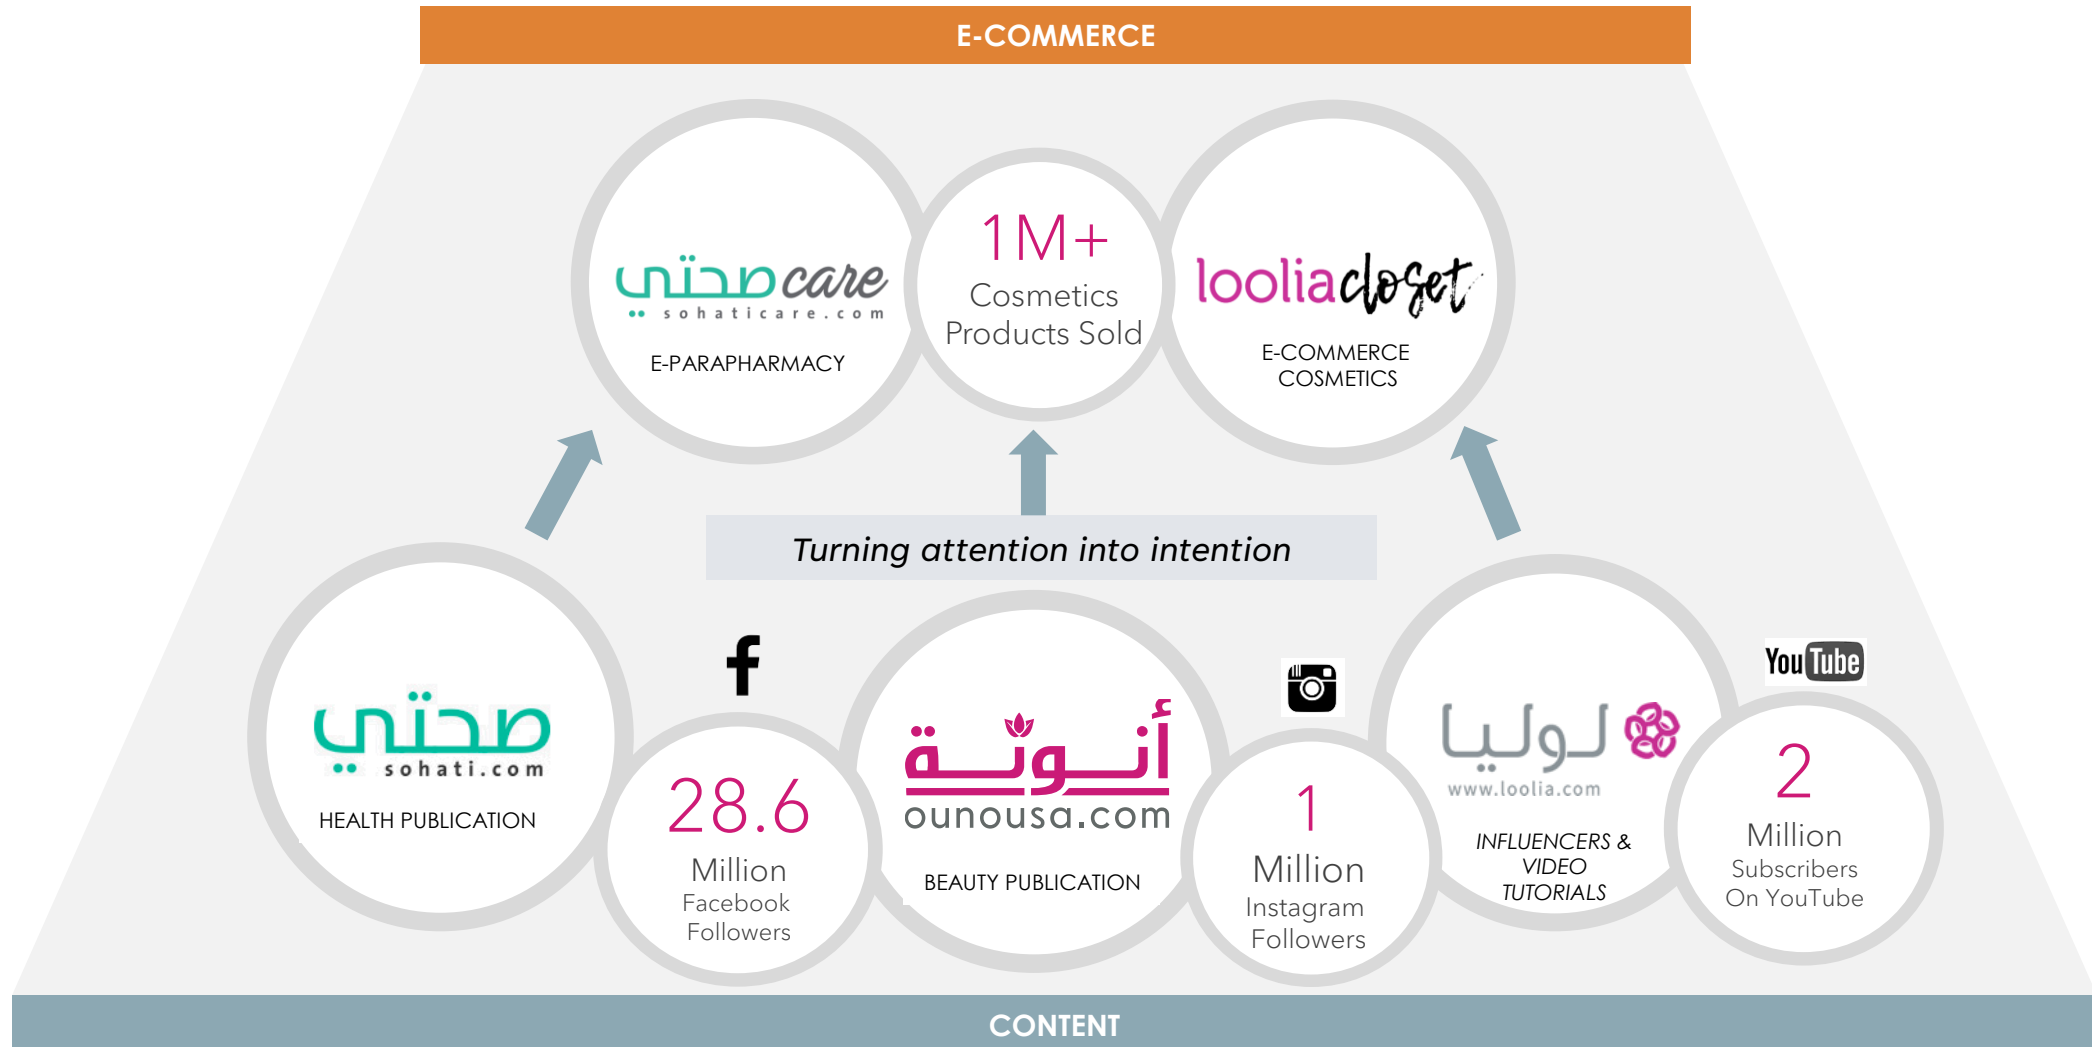 E-COMMERCE
صحتي care
sohaticare.com
E-PARAPHARMACY
1M+
Cosmetics
Products Sold
looliacloset
E-COMMERCE
COSMETICS
Turning attention into intention
صحتي
sohati.com
HEALTH PUBLICATION
f
28.6
Million
Facebook
Followers
أنوثة
ounousa.com
BEAUTY PUBLICATION
1
Million
Instagram
Followers
لوليا
www.loolia.com
INFLUENCERS &
VIDEO
TUTORIALS
YouTube
2
Million
Subscribers
On YouTube
CONTENT